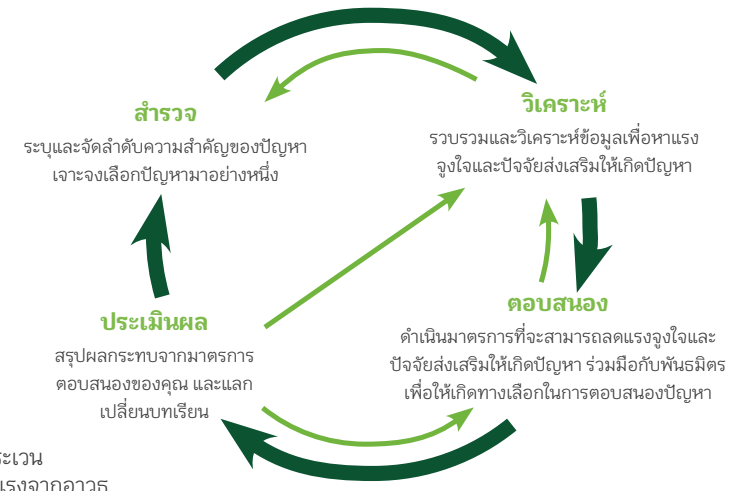 สำรวจ
ระบุและจัดลำดับความสำคัญของปัญหา
เจาะจงเลือกปัญหามาอย่างหนึ่ง
วิเคราะห์
รวบรวมและวิเคราะห์ข้อมูลเพื่อหาแรง
จูงใจและปัจจัยส่งเสริมให้เกิดปัญหา
ตอบสนอง
ดำเนินมาตรการที่จะสามารถลดแรงจูงใจและ
ปัจจัยส่งเสริมให้เกิดปัญหา ร่วมมือกับพันธมิตร
เพื่อให้เกิดทางเลือกในการตอบสนองปัญหา
ประเมินผล
สรุปผลกระทบจากมาตรการ
ตอบสนองของคุณ และแลก
เปลี่ยนบทเรียน
ะเวน
แรงจากอาวุธ